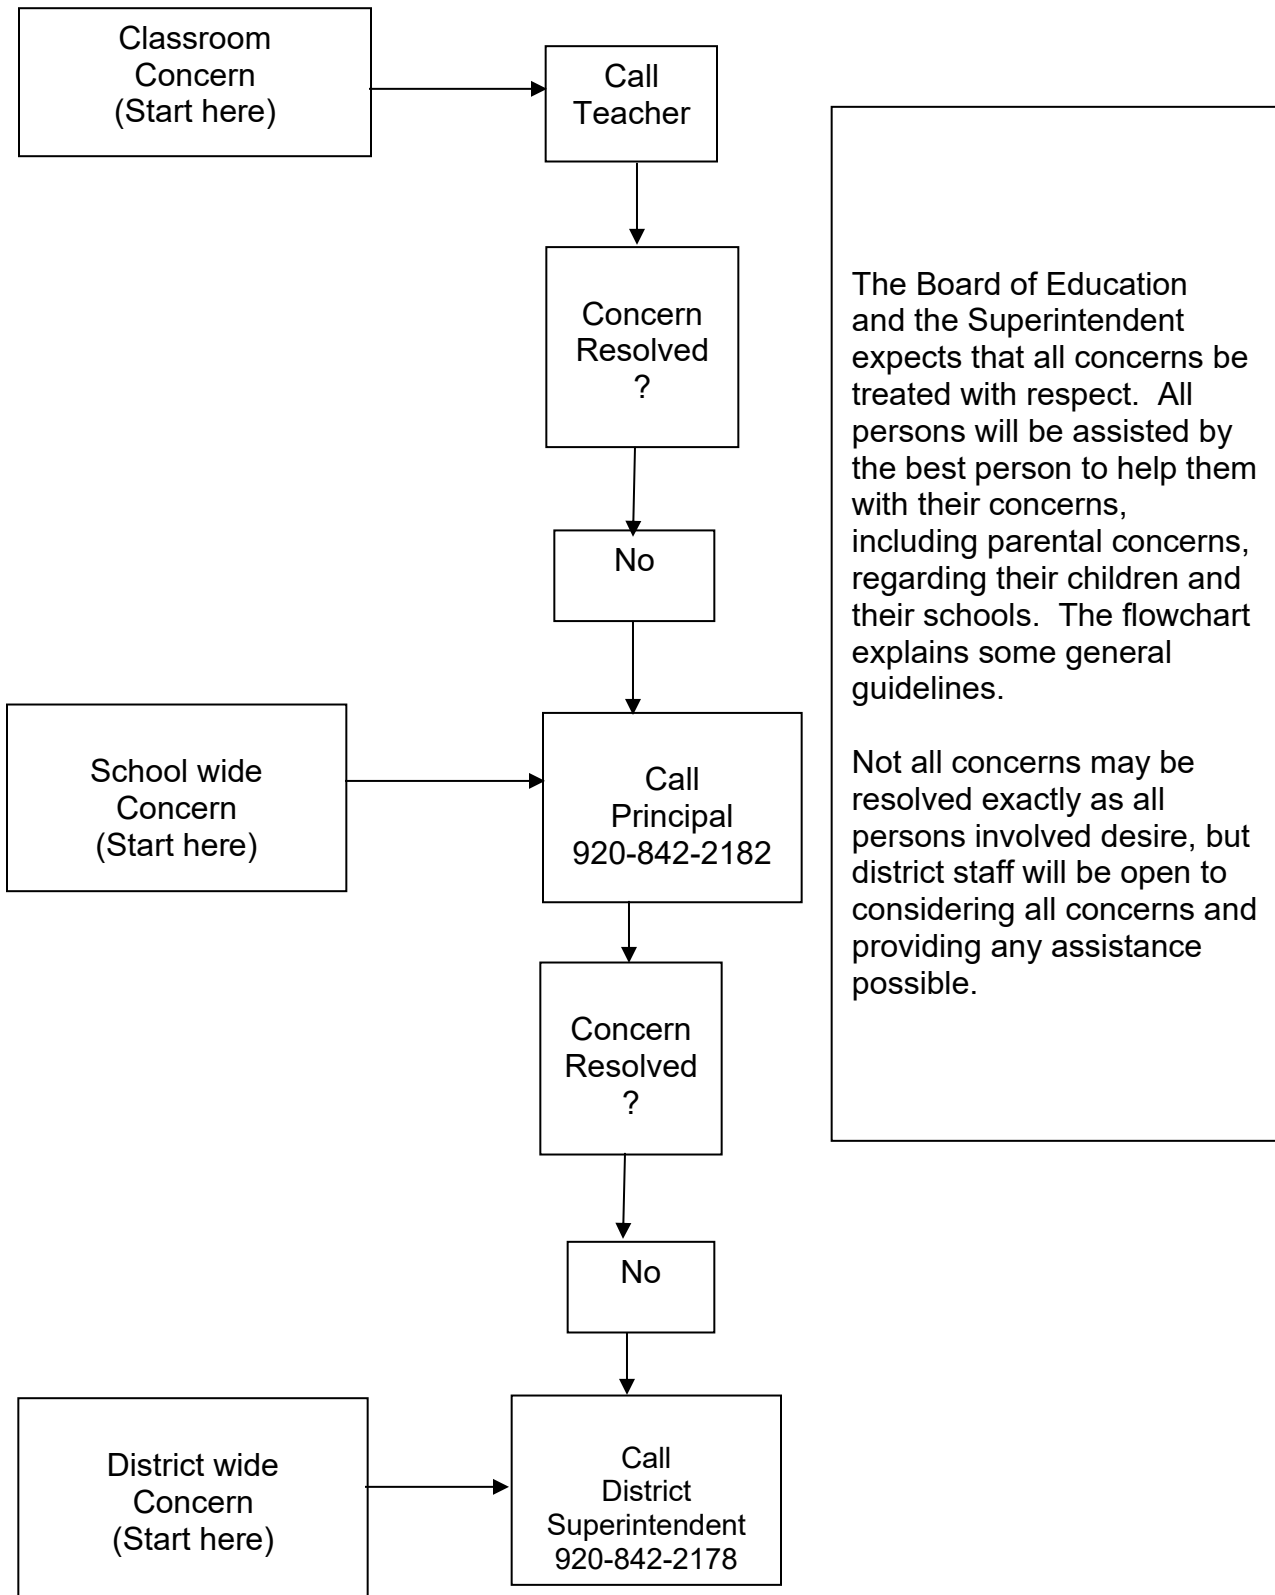 Classroom
Concern
(Start here)
Call
Teacher
Concern
Resolved
?
No
School wide
Concern
(Start here)
Call
Principal
920-842-2182
Concern
Resolved
?
No
District wide
Concern
(Start here)
Call
District
Superintendent
920-842-2178
The Board of Education
and the Superintendent
expects that all concerns be
treated with respect.  All
persons will be assisted by
the best person to help them
with their concerns,
including parental concerns,
regarding their children and
their schools.  The flowchart
explains some general
guidelines.
Not all concerns may be
resolved exactly as all
persons involved desire, but
district staff will be open to
considering all concerns and
providing any assistance
possible.